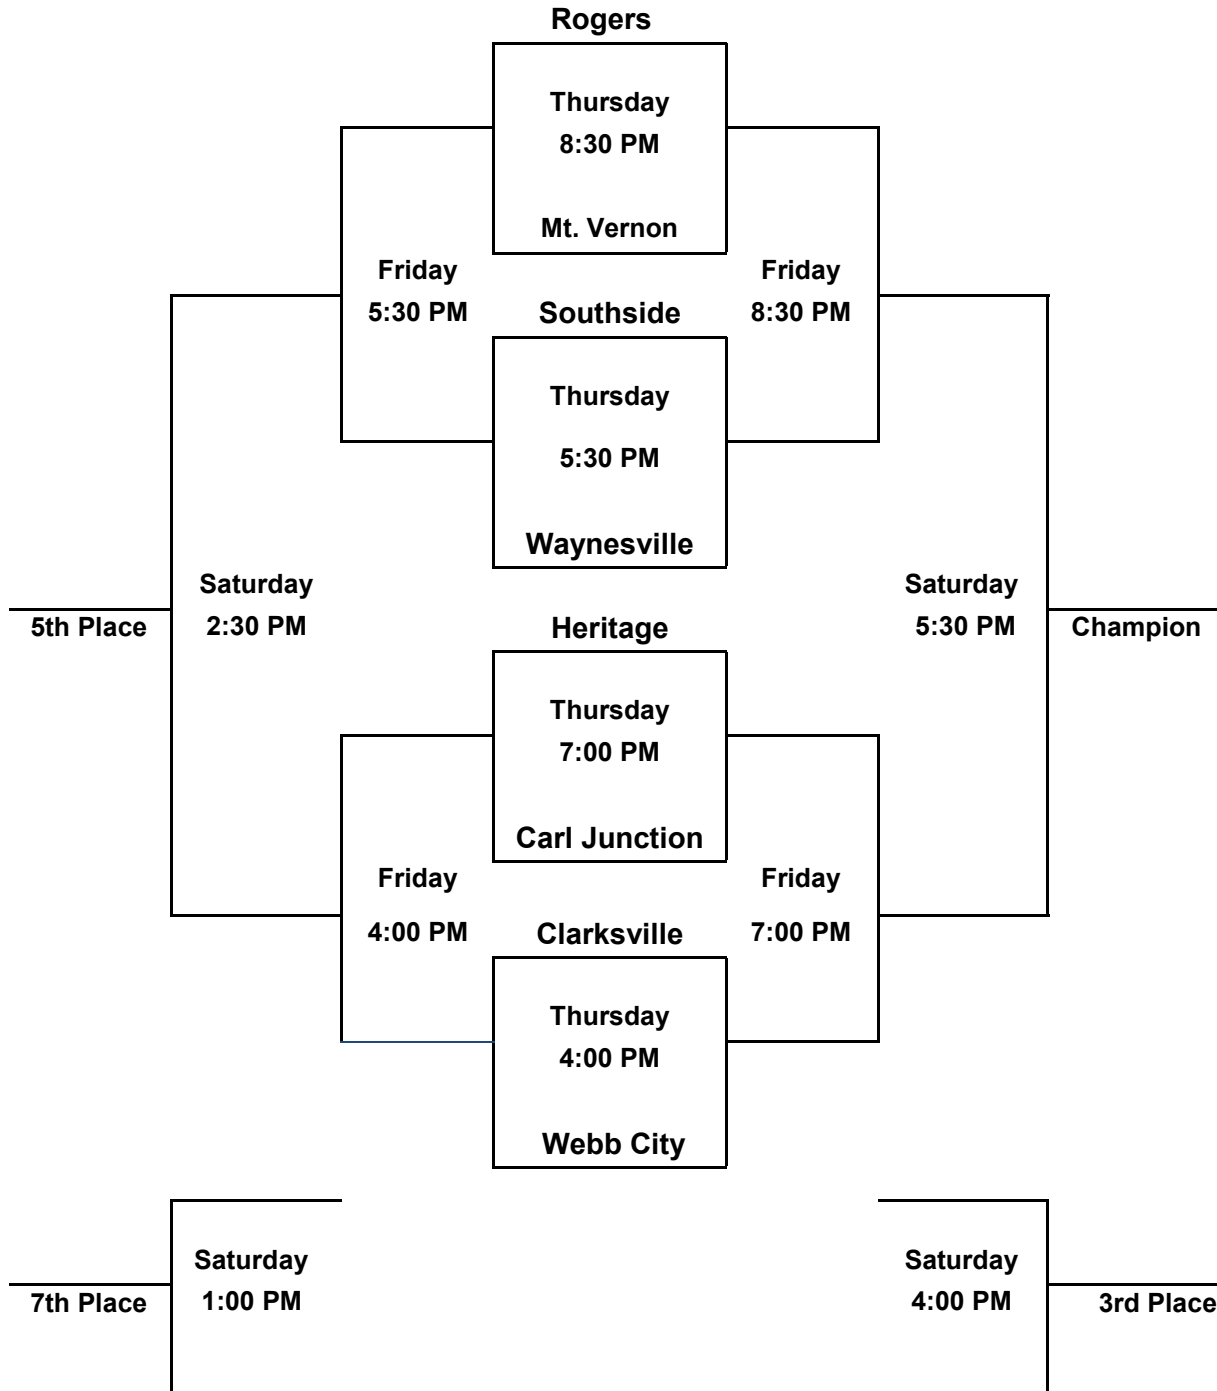 Rogers
Thursday
8:30 PM
Mt. Vernon
Friday
5:30 PM
Friday
8:30 PM
Southside
Thursday
5:30 PM
Waynesville
Saturday
2:30 PM
5th Place
Saturday
5:30 PM
Champion
Heritage
Thursday
7:00 PM
Carl Junction
Friday
4:00 PM
Friday
7:00 PM
Clarksville
Thursday
4:00 PM
Webb City
Saturday
1:00 PM
7th Place
Saturday
4:00 PM
3rd Place